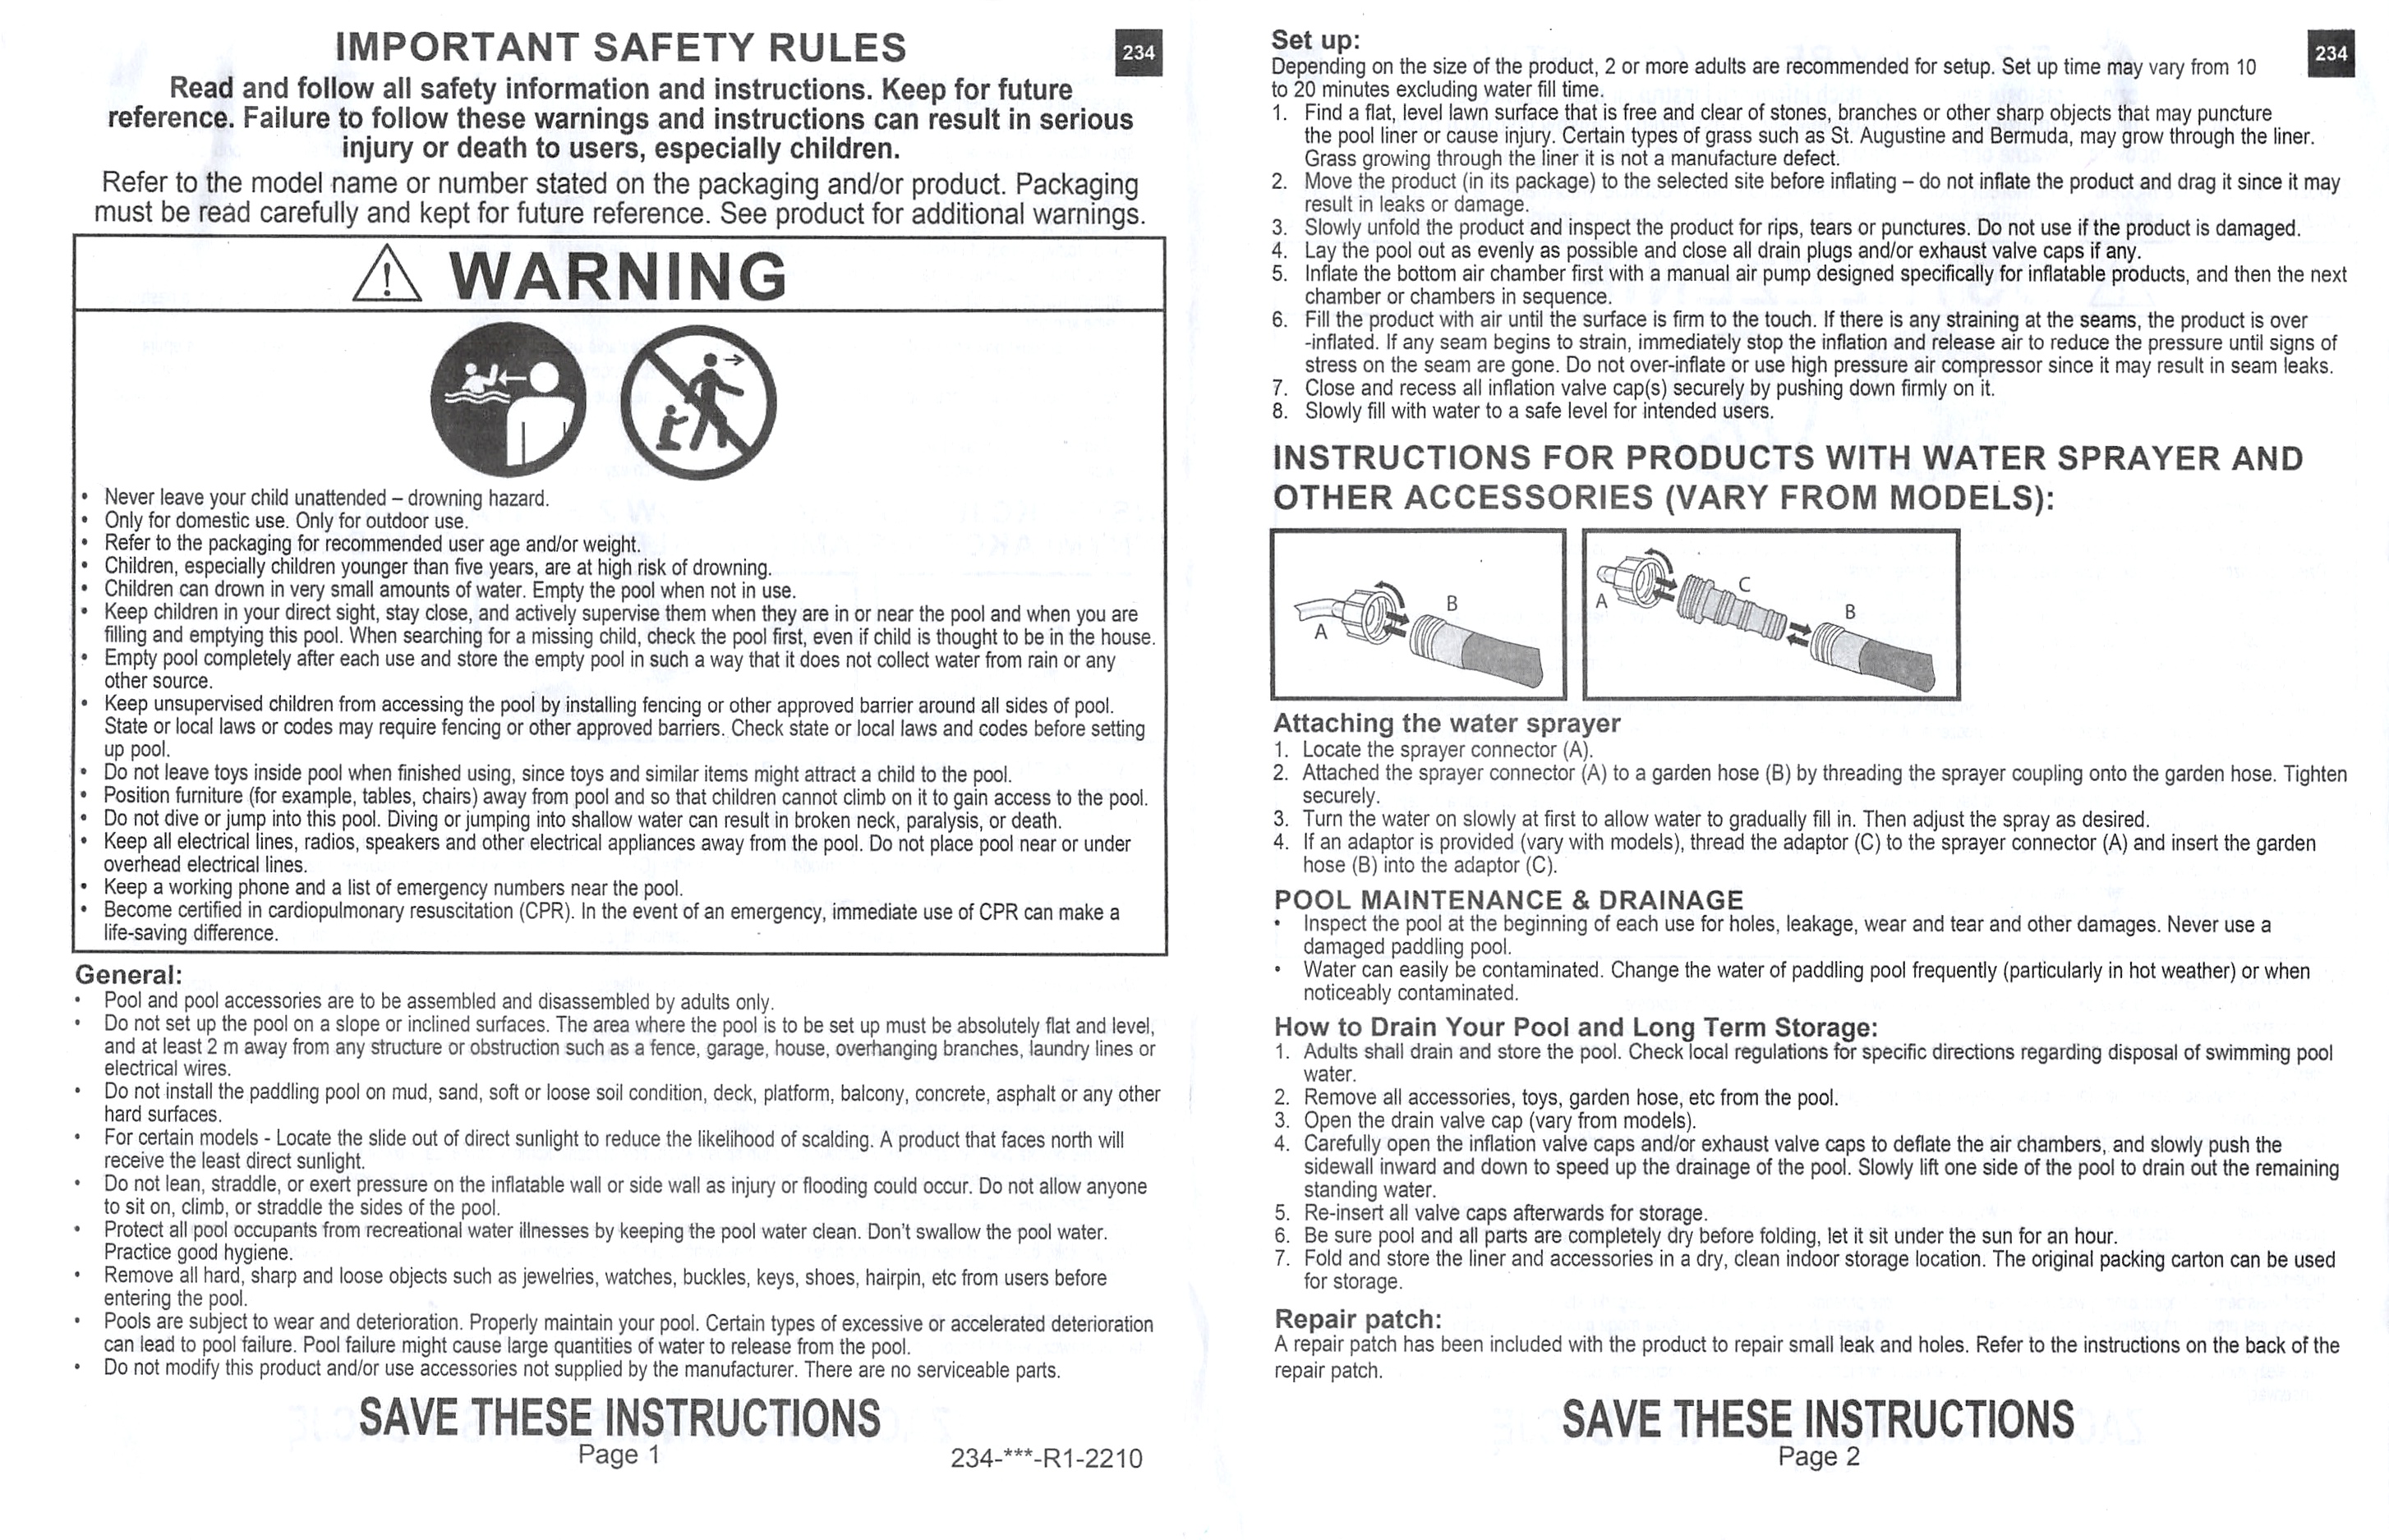 IMPORTANT SAFETY RULES
234
Read and follow all safety information and instructions. Keep for future
reference. Failure to follow these warnings and instructions can result in serious
injury or death to users, especially children.
Refer to the model name or number stated on the packaging and/or product. Packaging
must be read carefully and kept for future reference. See product for additional warnings.
WARNING
• Never leave your child unattended – drowning hazard.
• Only for domestic use. Only for outdoor use.
• Refer to the packaging for recommended user age and/or weight.
• Children, especially children younger than five years, are at high risk of drowning.
• Children can drown in very small amounts of water. Empty the pool when not in use.
• Keep children in your direct sight, stay close, and actively supervise them when they are in or near the pool and when you are
filling and emptying this pool. When searching for a missing child, check the pool first, even if child is thought to be in the house.
• Empty pool completely after each use and store the empty pool in such a way that it does not collect water from rain or any
other source.
• Keep unsupervised children from accessing the pool by installing fencing or other approved barrier around all sides of pool.
State or local laws or codes may require fencing or other approved barriers. Check state or local laws and codes before setting
up pool.
• Do not leave toys inside pool when finished using, since toys and similar items might attract a child to the pool.
• Position furniture (for example, tables, chairs) away from pool and so that children cannot climb on it to gain access to the pool.
• Do not dive or jump into this pool. Diving or jumping into shallow water can result in broken neck, paralysis, or death.
• Keep all electrical lines, radios, speakers and other electrical appliances away from the pool. Do not place pool near or under
overhead electrical lines.
• Keep a working phone and a list of emergency numbers near the pool.
• Become certified in cardiopulmonary resuscitation (CPR). In the event of an emergency, immediate use of CPR can make a
life-saving difference.
General:
• Pool and pool accessories are to be assembled and disassembled by adults only.
• Do not set up the pool on a slope or inclined surfaces. The area where the pool is to be set up must be absolutely flat and level,
and at least 2 m away from any structure or obstruction such as a fence, garage, house, overhanging branches, laundry lines or
electrical wires.
• Do not install the paddling pool on mud, sand, soft or loose soil condition, deck, platform, balcony, concrete, asphalt or any other
hard surfaces.
• For certain models - Locate the slide out of direct sunlight to reduce the likelihood of scalding. A product that faces north will
receive the least direct sunlight.
• Do not lean, straddle, or exert pressure on the inflatable wall or side wall as injury or flooding could occur. Do not allow anyone
to sit on, climb, or straddle the sides of the pool.
• Protect all pool occupants from recreational water illnesses by keeping the pool water clean. Don't swallow the pool water.
Practice good hygiene.
• Remove all hard, sharp and loose objects such as jewelries, watches, buckles, keys, shoes, hairpin, etc from users before
entering the pool.
• Pools are subject to wear and deterioration. Properly maintain your pool. Certain types of excessive or accelerated deterioration
can lead to pool failure. Pool failure might cause large quantities of water to release from the pool.
• Do not modify this product and/or use accessories not supplied by the manufacturer. There are no serviceable parts.
SAVE THESE INSTRUCTIONS
Page 1
234-***-R1-2210
Set up:
234
Depending on the size of the product, 2 or more adults are recommended for setup. Set up time may vary from 10
to 20 minutes excluding water fill time.
1. Find a flat, level lawn surface that is free and clear of stones, branches or other sharp objects that may puncture
the pool liner or cause injury. Certain types of grass such as St. Augustine and Bermuda, may grow through the liner.
Grass growing through the liner it is not a manufacture defect.
2. Move the product (in its package) to the selected site before inflating – do not inflate the product and drag it since it may
result in leaks or damage.
3. Slowly unfold the product and inspect the product for rips, tears or punctures. Do not use if the product is damaged.
4. Lay the pool out as evenly as possible and close all drain plugs and/or exhaust valve caps if any.
5. Inflate the bottom air chamber first with a manual air pump designed specifically for inflatable products, and then the next
chamber or chambers in sequence.
6. Fill the product with air until the surface is firm to the touch. If there is any straining at the seams, the product is over
-inflated. If any seam begins to strain, immediately stop the inflation and release air to reduce the pressure until signs of
stress on the seam are gone. Do not over-inflate or use high pressure air compressor since it may result in seam leaks.
7. Close and recess all inflation valve cap(s) securely by pushing down firmly on it.
8. Slowly fill with water to a safe level for intended users.
INSTRUCTIONS FOR PRODUCTS WITH WATER SPRAYER AND
OTHER ACCESSORIES (VARY FROM MODELS):
A
B
A
C
B
Attaching the water sprayer
1. Locate the sprayer connector (A).
2. Attached the sprayer connector (A) to a garden hose (B) by threading the sprayer coupling onto the garden hose. Tighten
securely.
3. Turn the water on slowly at first to allow water to gradually fill in. Then adjust the spray as desired.
4. If an adaptor is provided (vary with models), thread the adaptor (C) to the sprayer connector (A) and insert the garden
hose (B) into the adaptor (C).
POOL MAINTENANCE & DRAINAGE
• Inspect the pool at the beginning of each use for holes, leakage, wear and tear and other damages. Never use a
damaged paddling pool.
• Water can easily be contaminated. Change the water of paddling pool frequently (particularly in hot weather) or when
noticeably contaminated.
How to Drain Your Pool and Long Term Storage:
1. Adults shall drain and store the pool. Check local regulations for specific directions regarding disposal of swimming pool
water.
2. Remove all accessories, toys, garden hose, etc from the pool.
3. Open the drain valve cap (vary from models).
4. Carefully open the inflation valve caps and/or exhaust valve caps to deflate the air chambers, and slowly push the
sidewall inward and down to speed up the drainage of the pool. Slowly lift one side of the pool to drain out the remaining
standing water.
5. Re-insert all valve caps afterwards for storage.
6. Be sure pool and all parts are completely dry before folding, let it sit under the sun for an hour.
7. Fold and store the liner and accessories in a dry, clean indoor storage location. The original packing carton can be used
for storage.
Repair patch:
A repair patch has been included with the product to repair small leak and holes. Refer to the instructions on the back of the
repair patch.
SAVE THESE INSTRUCTIONS
Page 2